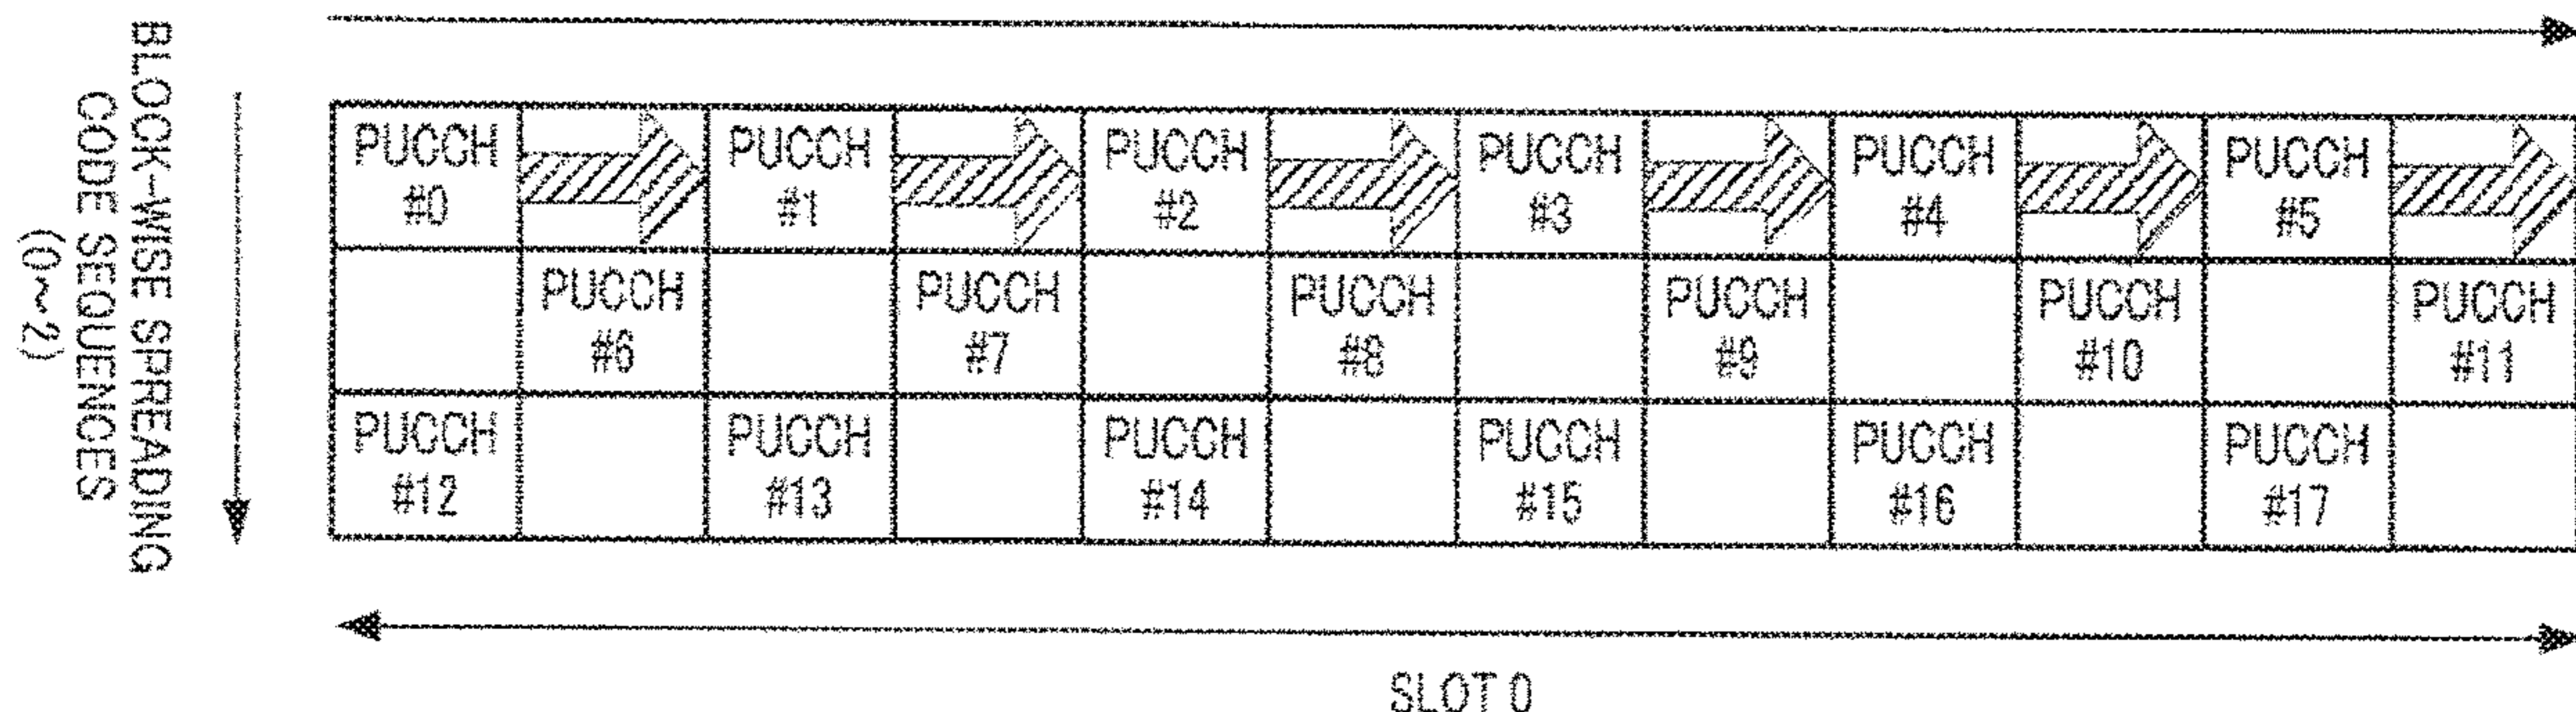 BLOCK-WISE SPREADING
CODE SEQUENCES
(0~2)
PUCCH PUCCH PUCCH PUCCH PUCCH PUCCH
#0 #1 #2 #3 #4 #5
PUCCH PUCCH PUCCH PUCCH PUCCH PUCCH
#6 #7 #8 #9 #10 #11
PUCCH PUCCH PUCCH PUCCH PUCCH PUCCH
#12 #13 #14 #15 #16 #17
SLOT 0